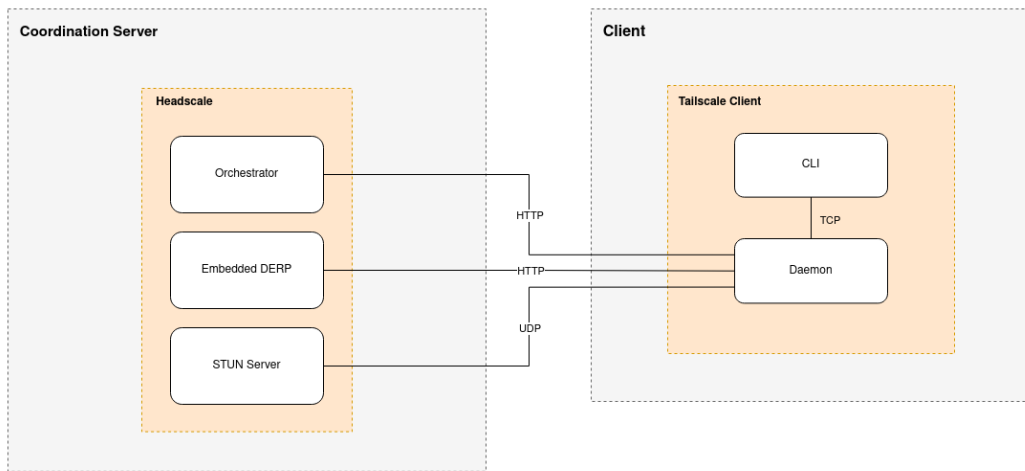 Coordination Server
Headscale
Orchestrator
Embedded DERP
STUN Server
HTTP
HTTP
UDP
Client
Tailscale Client
CLI
TCP
Daemon